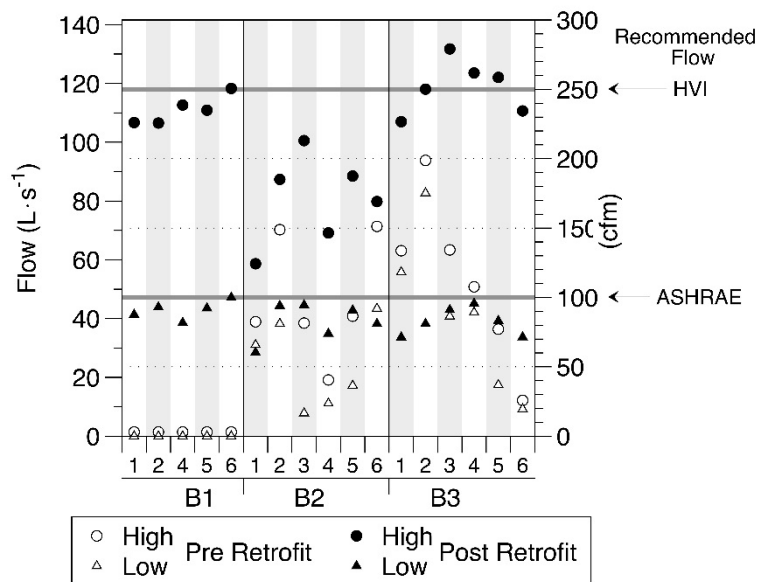 140
120
100
80
60
40
20
0
Flow (L·s⁻¹)
300
250
200
150
100
50
0
(cfm)
Recommended
Flow
HVI
ASHRAE
1 2 4 5 6 1 2 3 4 5 6 1 2 3 4 5 6
B1 B2 B3
High Pre Retrofit High Post Retrofit
Low Low